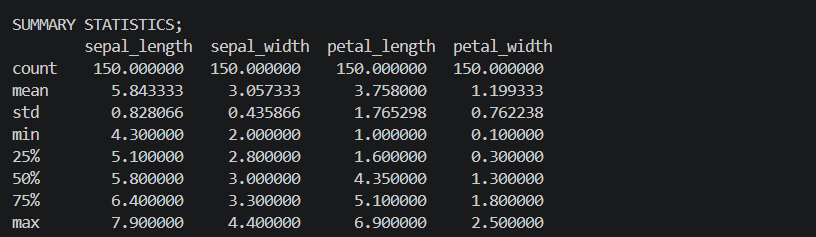 SUMMARY STATISTICS;
sepal_length sepal_width petal_length petal_width
count 150.000000 150.000000 150.000000 150.000000
mean 5.843333 3.057333 3.758000 1.199333
std 0.828066 0.435866 1.765298 0.762238
min 4.300000 2.000000 1.000000 0.100000
25% 5.100000 2.800000 1.600000 0.300000
50% 5.800000 3.000000 4.350000 1.300000
75% 6.400000 3.300000 5.100000 1.800000
max 7.900000 4.400000 6.900000 2.500000